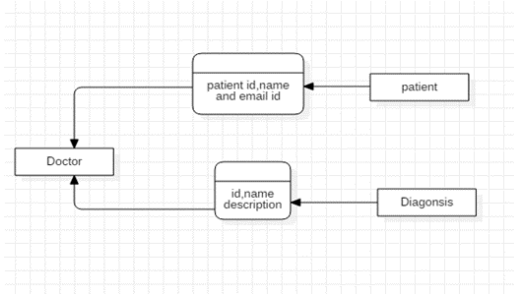 patient id,name
and email id
patient
Doctor
id,name
description
Diagonsis